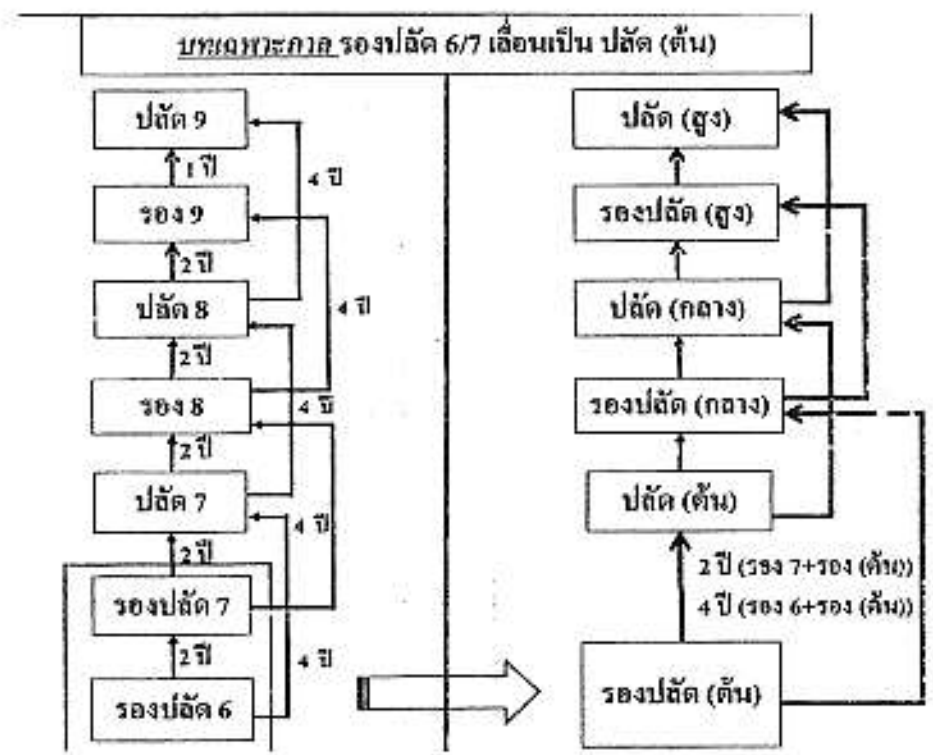 บทเฉพาะกาล รองปลัด 6/7 เลื่อนเป็น ปลัด (ต้น)
ปลัด 9
1 ปี
4 ปี
รอง 9
2 ปี
ปลัด 8
4 ปี
2 ปี
รอง 8
4 ปี
2 ปี
ปลัด 7
4 ปี
2 ปี
รองปลัด 7
2 ปี
4 ปี
รองปลัด 6
ปลัด (สูง)
รองปลัด (สูง)
ปลัด (กลาง)
รองปลัด (กลาง)
ปลัด (ต้น)
2 ปี (รอง 7+รอง (ต้น))
4 ปี (รอง 6+รอง (ต้น))
รองปลัด (ต้น)